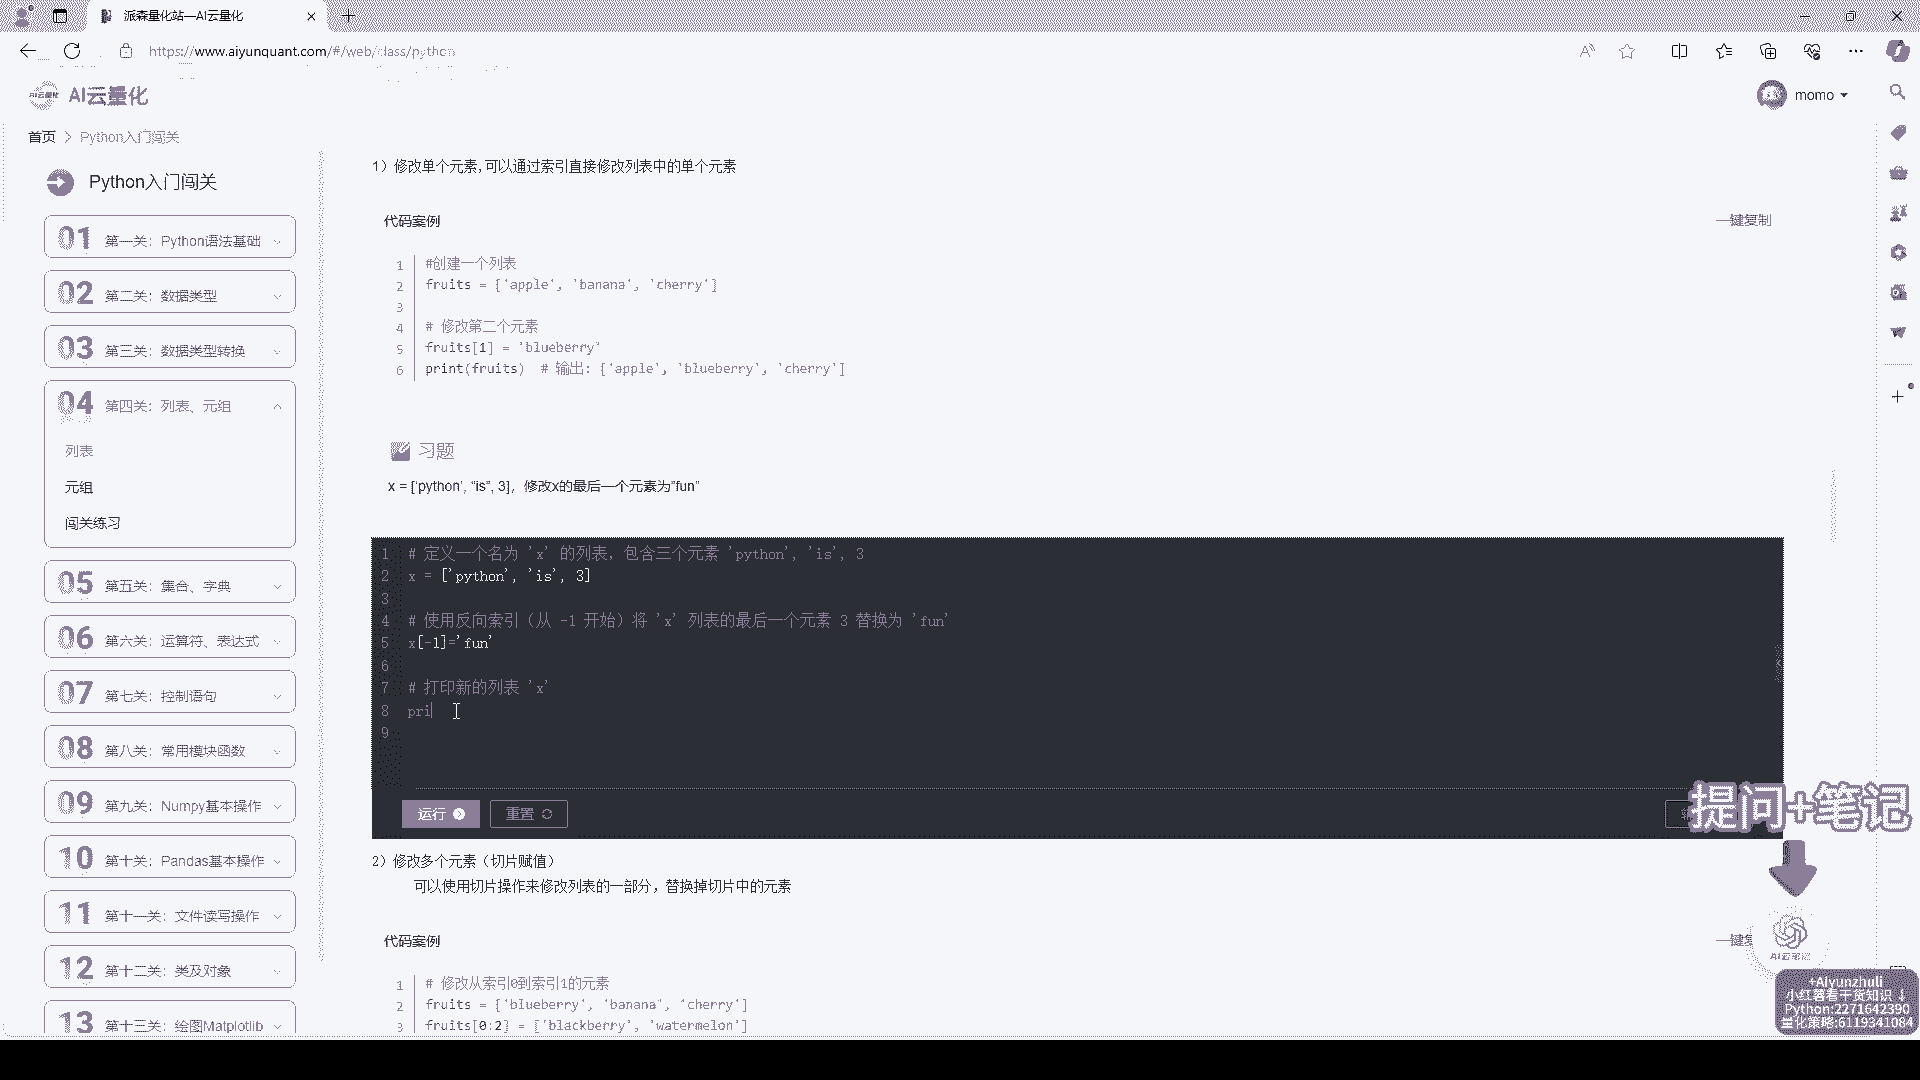 派森量化站—AI云量化
https://www.aiyunquant.com/#/web/class/python
AI云量化
momo
首页 > Python入门闯关
Python入门闯关
01 第一关：Python语法基础
02 第二关：数据类型
03 第三关：数据类型转换
04 第四关：列表、元组
列表
元组
闯关练习
05 第五关：集合、字典
06 第六关：运算符、表达式
07 第七关：控制语句
08 第八关：常用模块函数
09 第九关：Numpy基本操作
10 第十关：Pandas基本操作
11 第十一关：文件读写操作
12 第十二关：类及对象
13 第十三关：绘图Matplotlib
1）修改单个元素,可以通过索引直接修改列表中的单个元素
代码案例
一键复制
1 #创建一个列表
2 fruits = ['apple', 'banana', 'cherry']
3
4 # 修改第二个元素
5 fruits[1] = 'blueberry'
6 print(fruits)  # 输出: ['apple', 'blueberry', 'cherry']
习题
x = ['python', "is", 3]，修改x的最后一个元素为"fun"
1 # 定义一个名为 'x' 的列表，包含三个元素 'python', 'is', 3
2 x = ['python', 'is', 3]
3
4 # 使用反向索引（从 -1 开始）将 'x' 列表的最后一个元素 3 替换为 'fun'
5 x[-1]='fun'
6
7 # 打印新的列表 'x'
8 pri
9
运行
重置
提问+笔记
2）修改多个元素（切片赋值）
可以使用切片操作来修改列表的一部分，替换掉切片中的元素
代码案例
一键复
1 # 修改从索引0到索引1的元素
2 fruits = ['blueberry', 'banana', 'cherry']
3 fruits[0:2] = ['blackberry', 'watermelon']
AI云笔记
+Aiyunzhuli
小红薯看干货知识↓
Python:2271642390
量化策略:6119341084